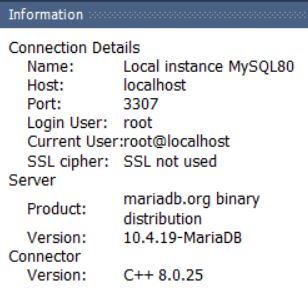 Information
Connection Details
Name: Local instance MySQL80
Host: localhost
Port: 3307
Login User: root
Current User:root@localhost
SSL cipher: SSL not used
Server
Product: mariadb.org binary
distribution
Version: 10.4.19-MariaDB
Connector
Version: C++ 8.0.25